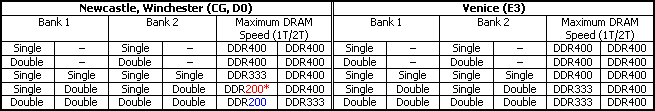 Newcastle, Winchester (CG, D0) Venice (E3)
Bank 1 Bank 2 Maximum DRAM Speed (1T/2T) Bank 1 Bank 2 Maximum DRAM Speed (1T/2T)
Single – Single – DDR400 DDR400 Single – Single – DDR400 DDR400
Double – Double – DDR400 DDR400 Double – Double – DDR400 DDR400
Single Single Single Single DDR333 DDR400 Single Single Single Single DDR400 DDR400
Single Double Single Double DDR200* DDR400 Single Double Single Double DDR333 DDR400
Double Double Double Double DDR200 DDR333 Double Double Double Double DDR333 DDR400